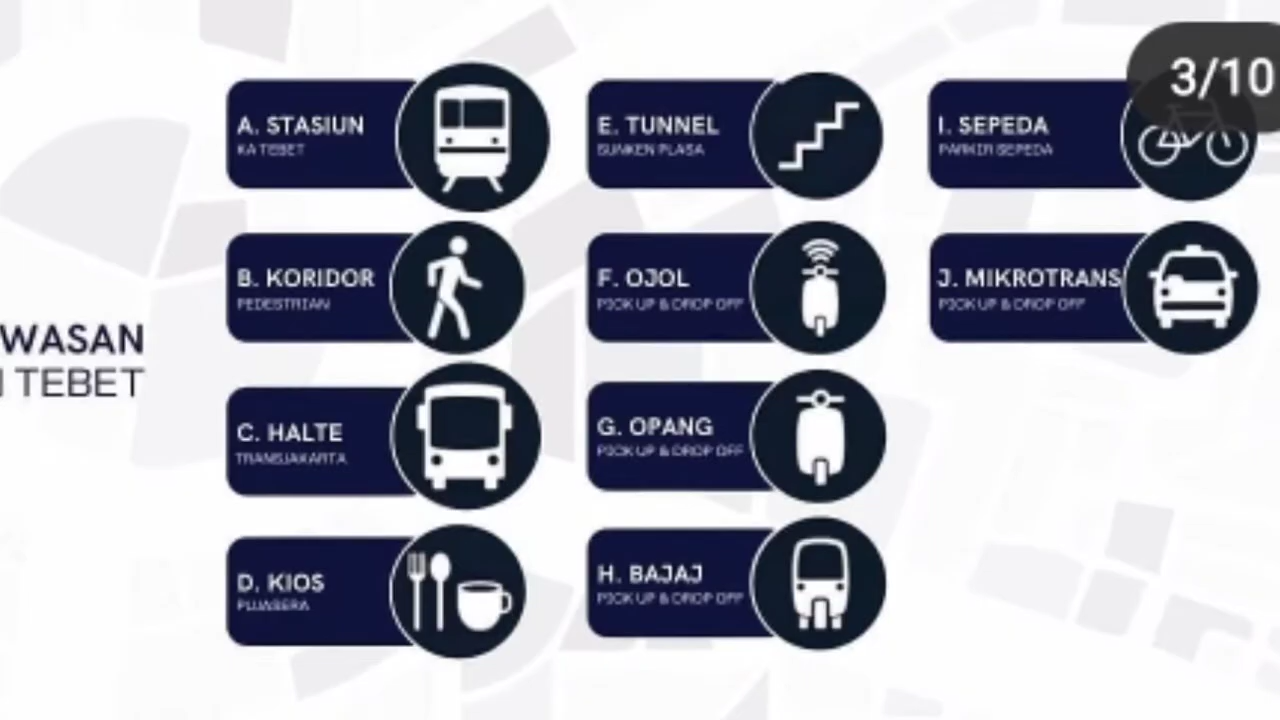 3/10
WASAN
TEBET
A. STASIUN
KA TEBET
B. KORIDOR
PEDESTRIAN
C. HALTE
TRANSJAKARTA
D. KIOS
PUJASERA
E. TUNNEL
SUNKEN PLASA
F. OJOL
PICK UP & DROP OFF
G. OPANG
PICK UP & DROP OFF
H. BAJAJ
PICK UP & DROP OFF
I. SEPEDA
PARKIR SEPEDA
J. MIKROTRANS
PICK UP & DROP OFF